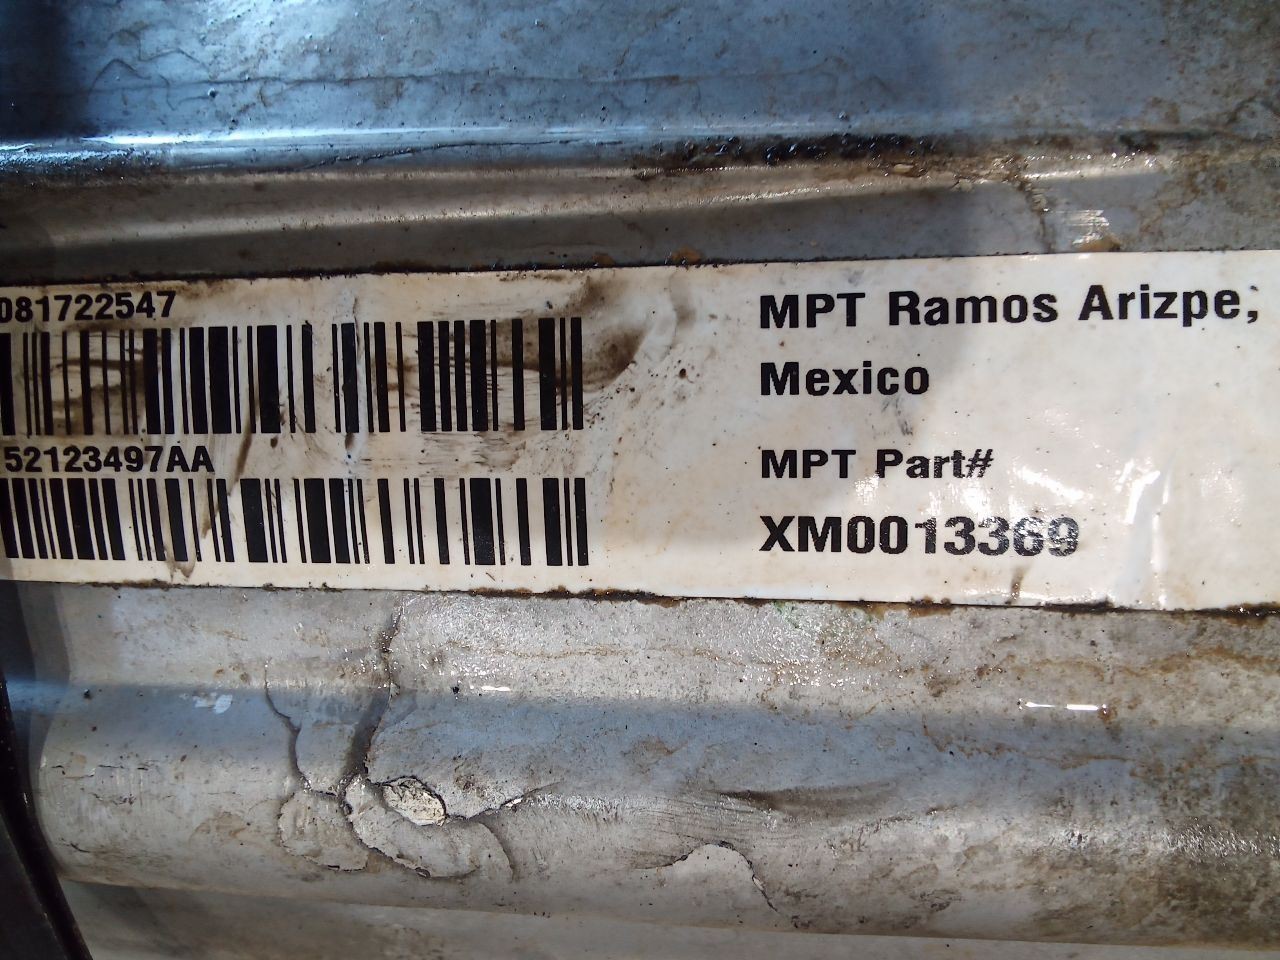 081722547
52123497AA
MPT Ramos Arizpe,
Mexico
MPT Part#
XM0013369